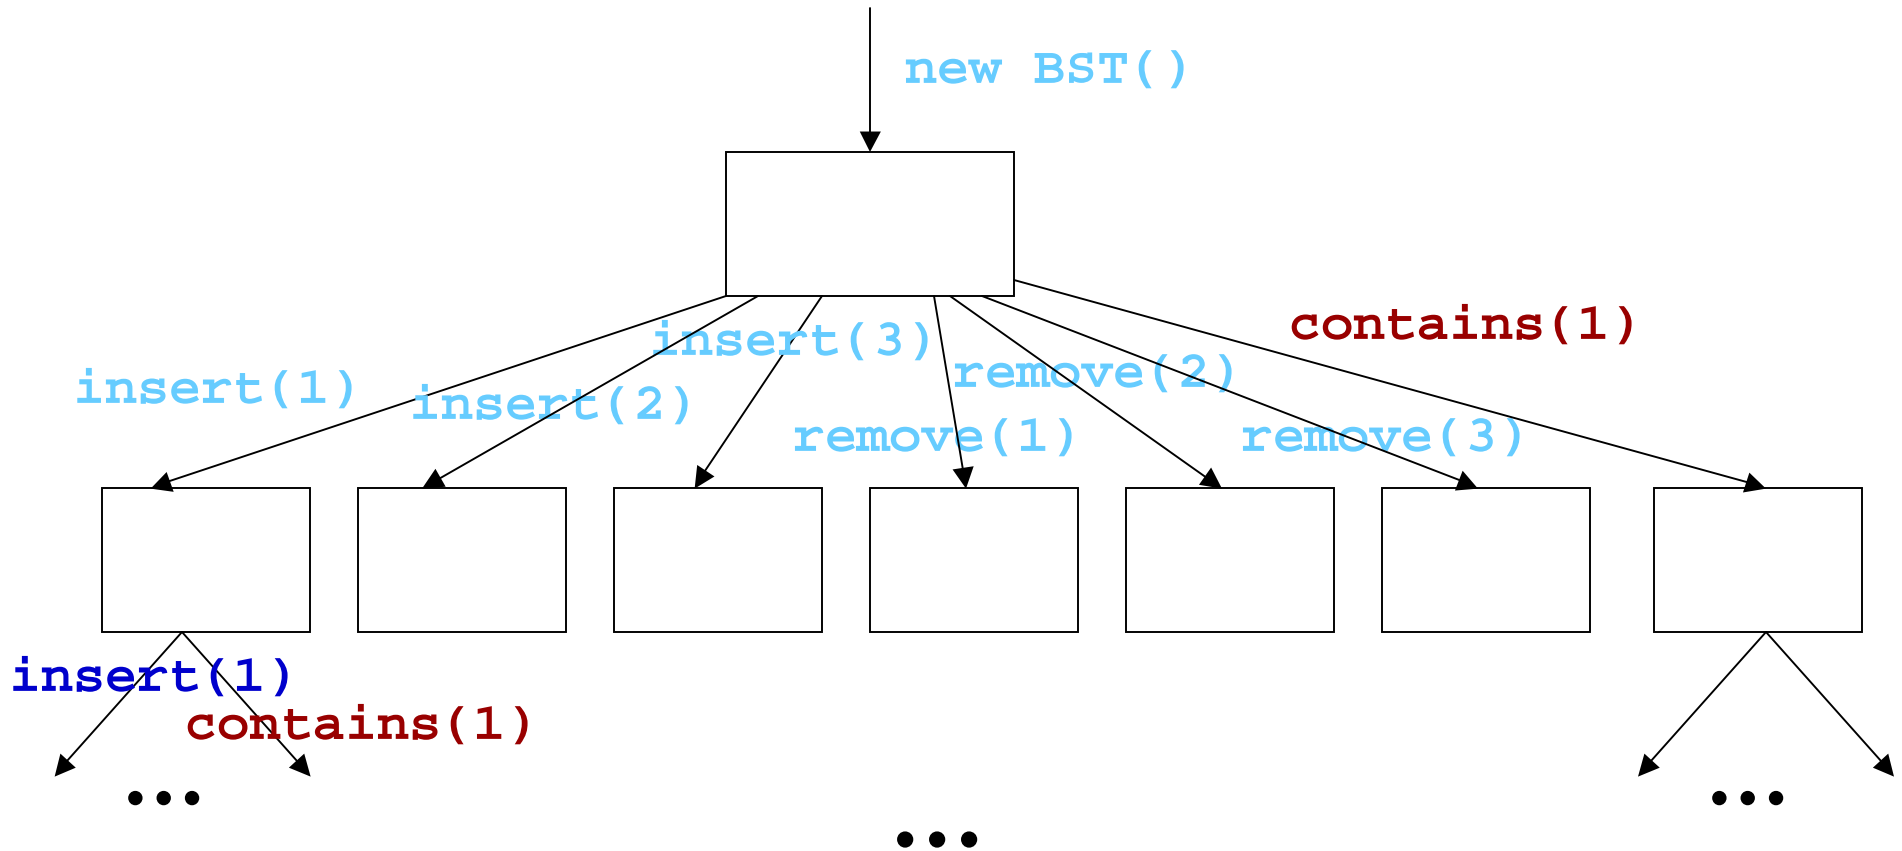 new BST()
insert(1)
insert(2)
insert(3)
remove(1)
remove(2)
remove(3)
contains(1)
insert(1)
contains(1)
...
...
...